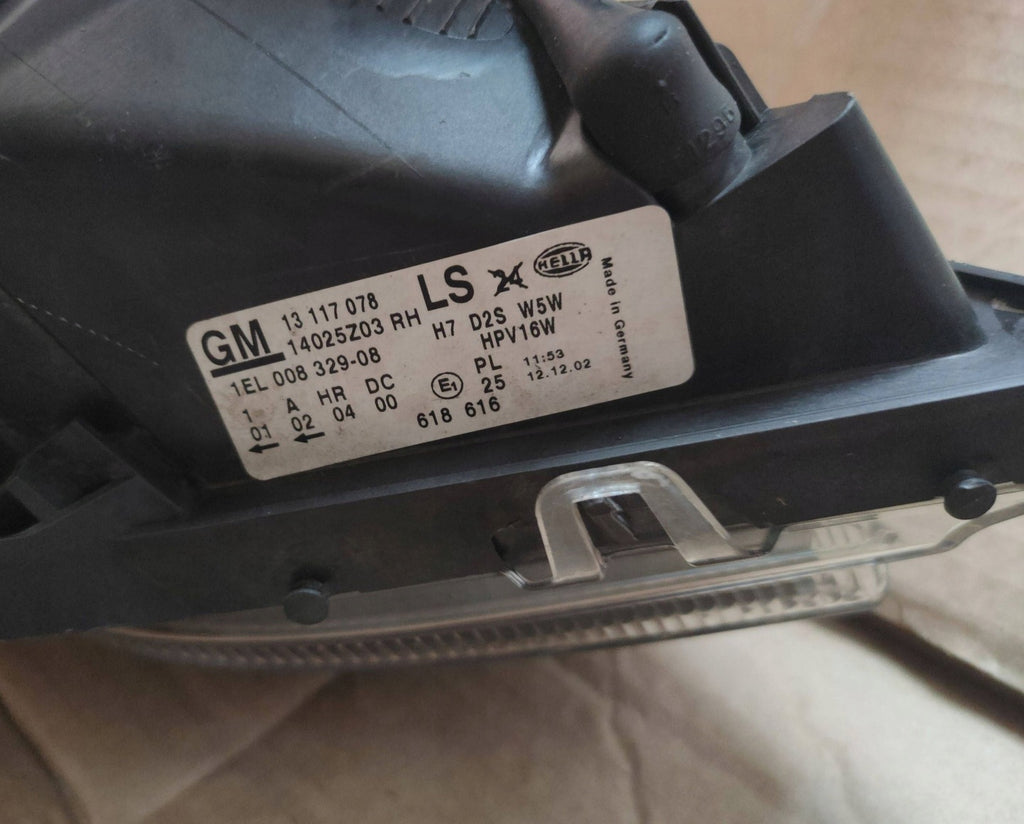 GM 13 117 078 LS 24 HELLA
14025Z03 RH H7 D2S W5W
1EL 008 329-08 HPV16W
1 A HR DC E1 PL 11:53
01 02 04 00 25 12.12.02
618 616
Made in Germany